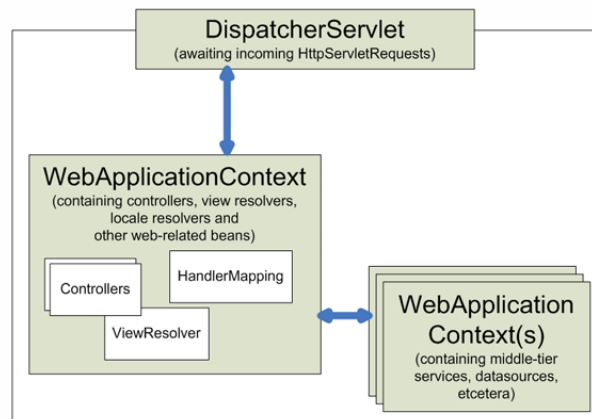 DispatcherServlet
(awaiting incoming HttpServletRequests)
WebApplicationContext
(containing controllers, view resolvers,
locale resolvers and
other web-related beans)
HandlerMapping
Controllers
ViewResolver
WebApplication
Context(s)
(containing middle-tier
services, datasources,
etcetera)